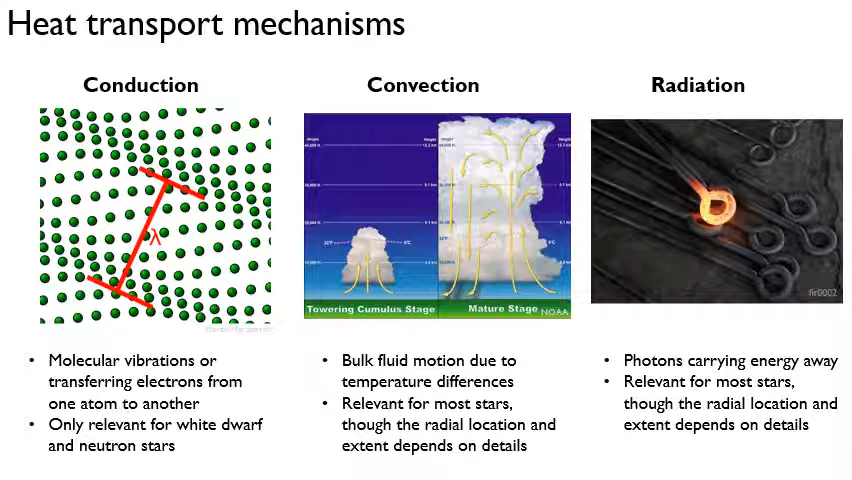 Heat transport mechanisms
Conduction
Convection
Radiation
λ
Towering Cumulus Stage
Mature Stage
NOAA
fir0002
• Molecular vibrations or
transferring electrons from
one atom to another
• Only relevant for white dwarf
and neutron stars
• Bulk fluid motion due to
temperature differences
• Relevant for most stars,
though the radial location and
extent depends on details
• Photons carrying energy away
• Relevant for most stars,
though the radial location and
extent depends on details